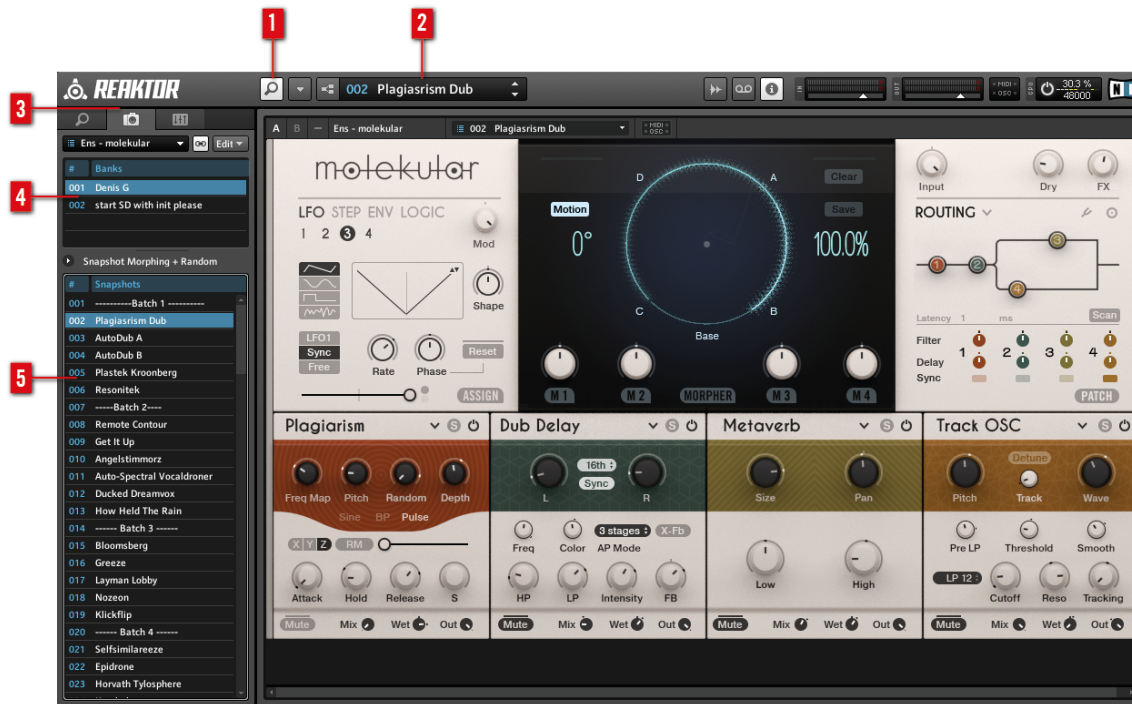 1
2
REAKTOR
002 Plagiasrism Dub
IN
OUT
MIDI
OSC
CPU
30.3 %
48000
N
3
Ens - molekular
Edit
# Banks
001 Denis G
002 start SD with init please
4
Snapshot Morphing + Random
# Snapshots
001 ----------Batch 1 ----------
002 Plagiasrism Dub
003 AutoDub A
004 AutoDub B
005 Plastek Kroonberg
5
006 Resonitek
007 -----Batch 2----
008 Remote Contour
009 Get It Up
010 Angelstimmorz
011 Auto-Spectral Vocaldroner
012 Ducked Dreamvox
013 How Held The Rain
014 ------ Batch 3 ------
015 Bloomsberg
016 Greeze
017 Layman Lobby
018 Nozeon
019 Klickflip
020 ------ Batch 4 ------
021 Selfsimilareeze
022 Epidrone
023 Horvath Tylosphere
A B Ens - molekular 002 Plagiasrism Dub MIDI OSC
molekular
LFO STEP ENV LOGIC
1 2 3 4
Mod
Shape
LFO1
Sync
Free
Rate Phase
Reset
ASSIGN
D A
Clear
Motion
Save
0° 100.0%
C B
Base
M 1 M 2 MORPHER M 3 M 4
Input Dry FX
ROUTING
1 2 3 4
Latency 1 ms
Scan
Filter
Delay
Sync
1 2 3 4
PATCH
Plagiarism S
Freq Map Pitch Random Depth
Sine BP Pulse
X Y Z RM
Attack Hold Release S
Mute Mix Wet Out
Dub Delay S
L 16th R
Sync
Freq Color 3 stages X-Fb
AP Mode
HP LP Intensity FB
Mute Mix Wet Out
Metaverb S
Size Pan
Low High
Mute Mix Wet Out
Track OSC S
Detune
Pitch Track Wave
Pre LP Threshold Smooth
LP 12
Cutoff Reso Tracking
Mute Mix Wet Out